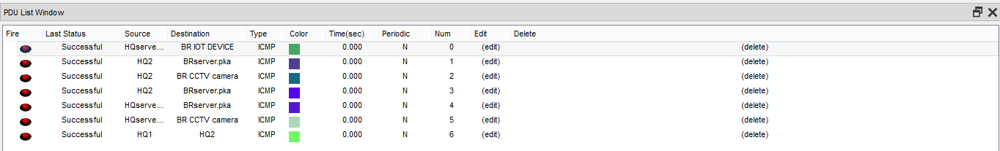 PDU List Window
Fire Last Status Source Destination Type Color Time(sec) Periodic Num Edit Delete
Successful HQserve... BR IOT DEVICE ICMP 0.000 N 0 (edit) (delete)
Successful HQ2 BRserver.pka ICMP 0.000 N 1 (edit) (delete)
Successful HQ2 BR CCTV camera ICMP 0.000 N 2 (edit) (delete)
Successful HQ2 BRserver.pka ICMP 0.000 N 3 (edit) (delete)
Successful HQserve... BRserver.pka ICMP 0.000 N 4 (edit) (delete)
Successful HQserve... BR CCTV camera ICMP 0.000 N 5 (edit) (delete)
Successful HQ1 HQ2 ICMP 0.000 N 6 (edit) (delete)